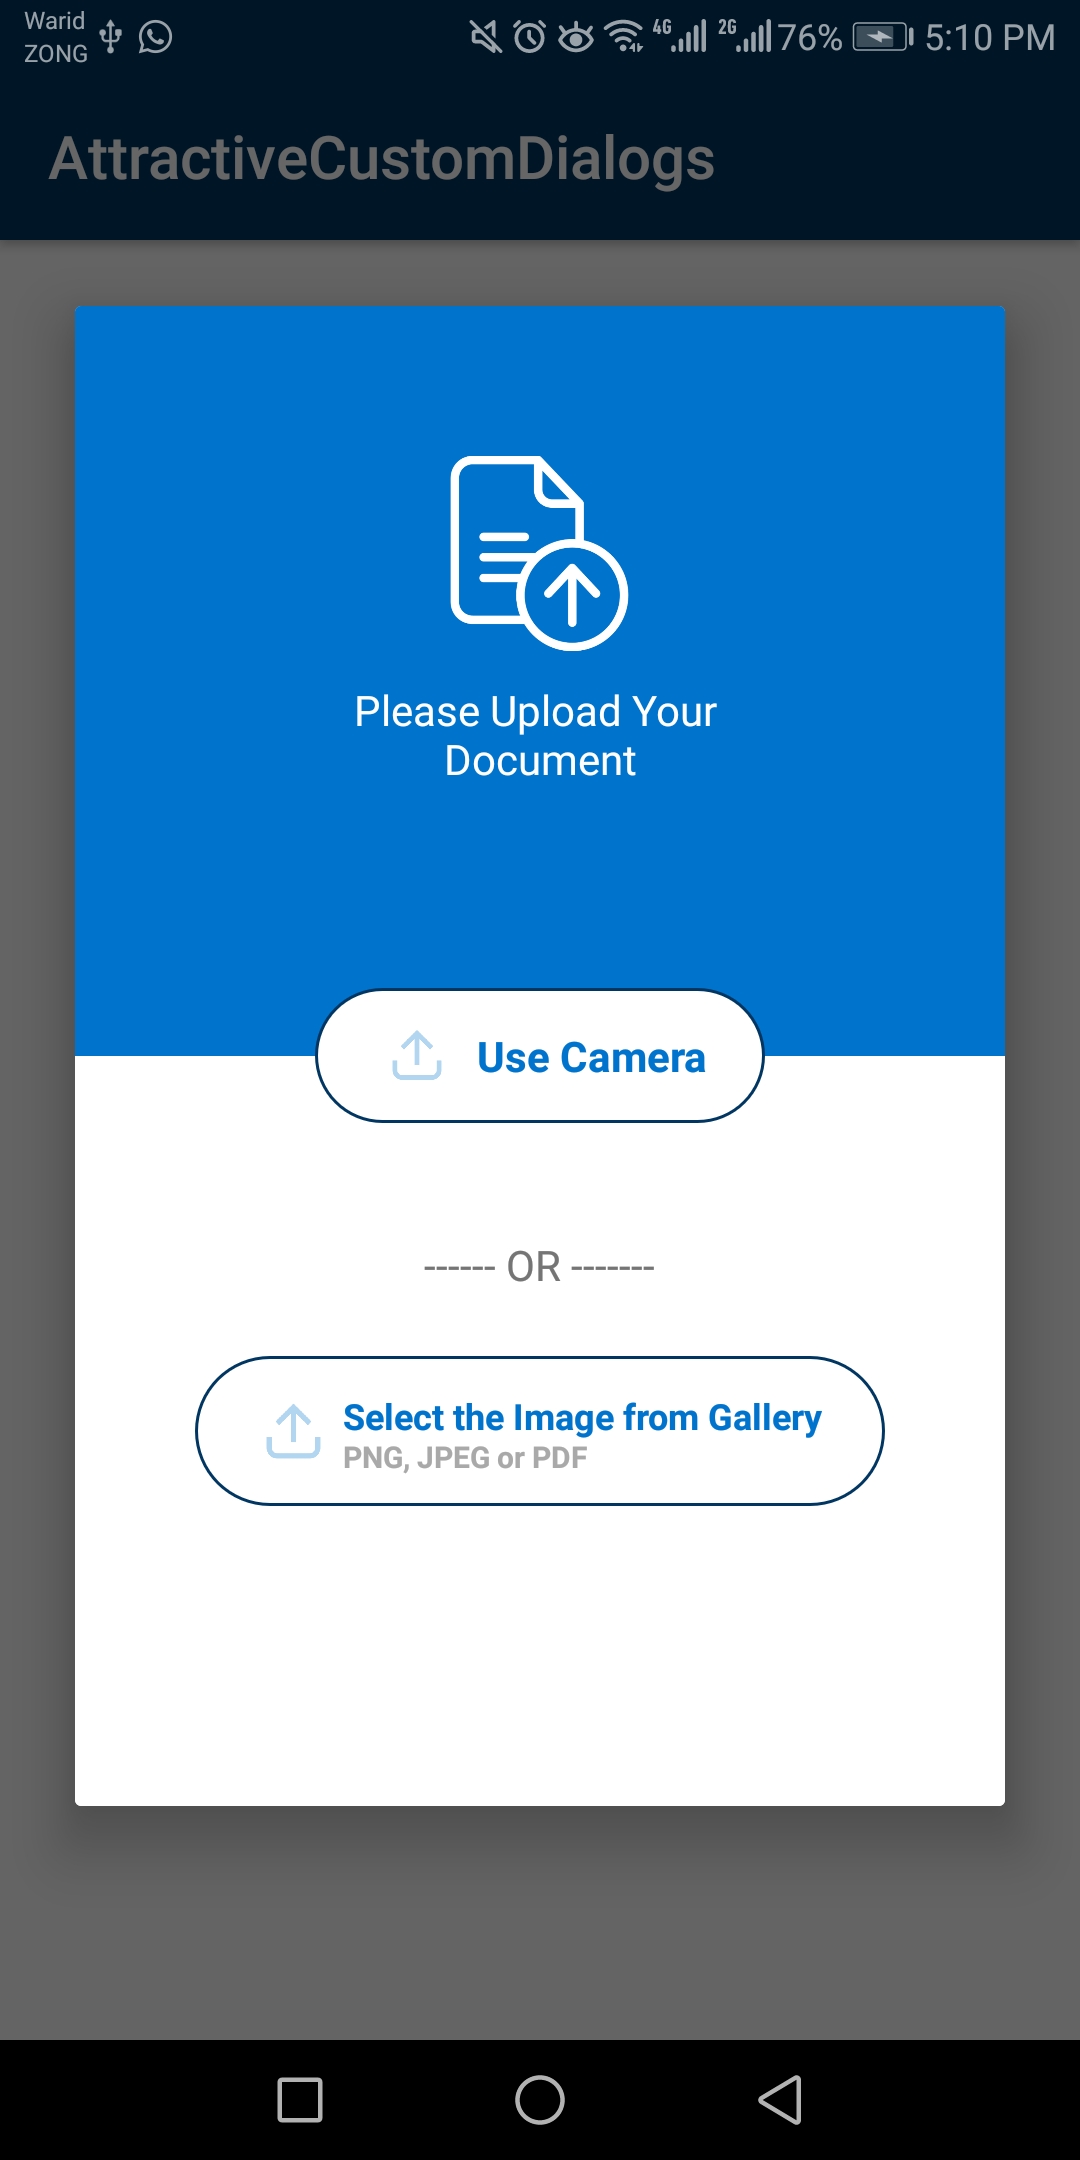 Warid
ZONG
4G 2G 76% 5:10 PM
AttractiveCustomDialogs
Please Upload Your
Document
Use Camera
------ OR -------
Select the Image from Gallery
PNG, JPEG or PDF